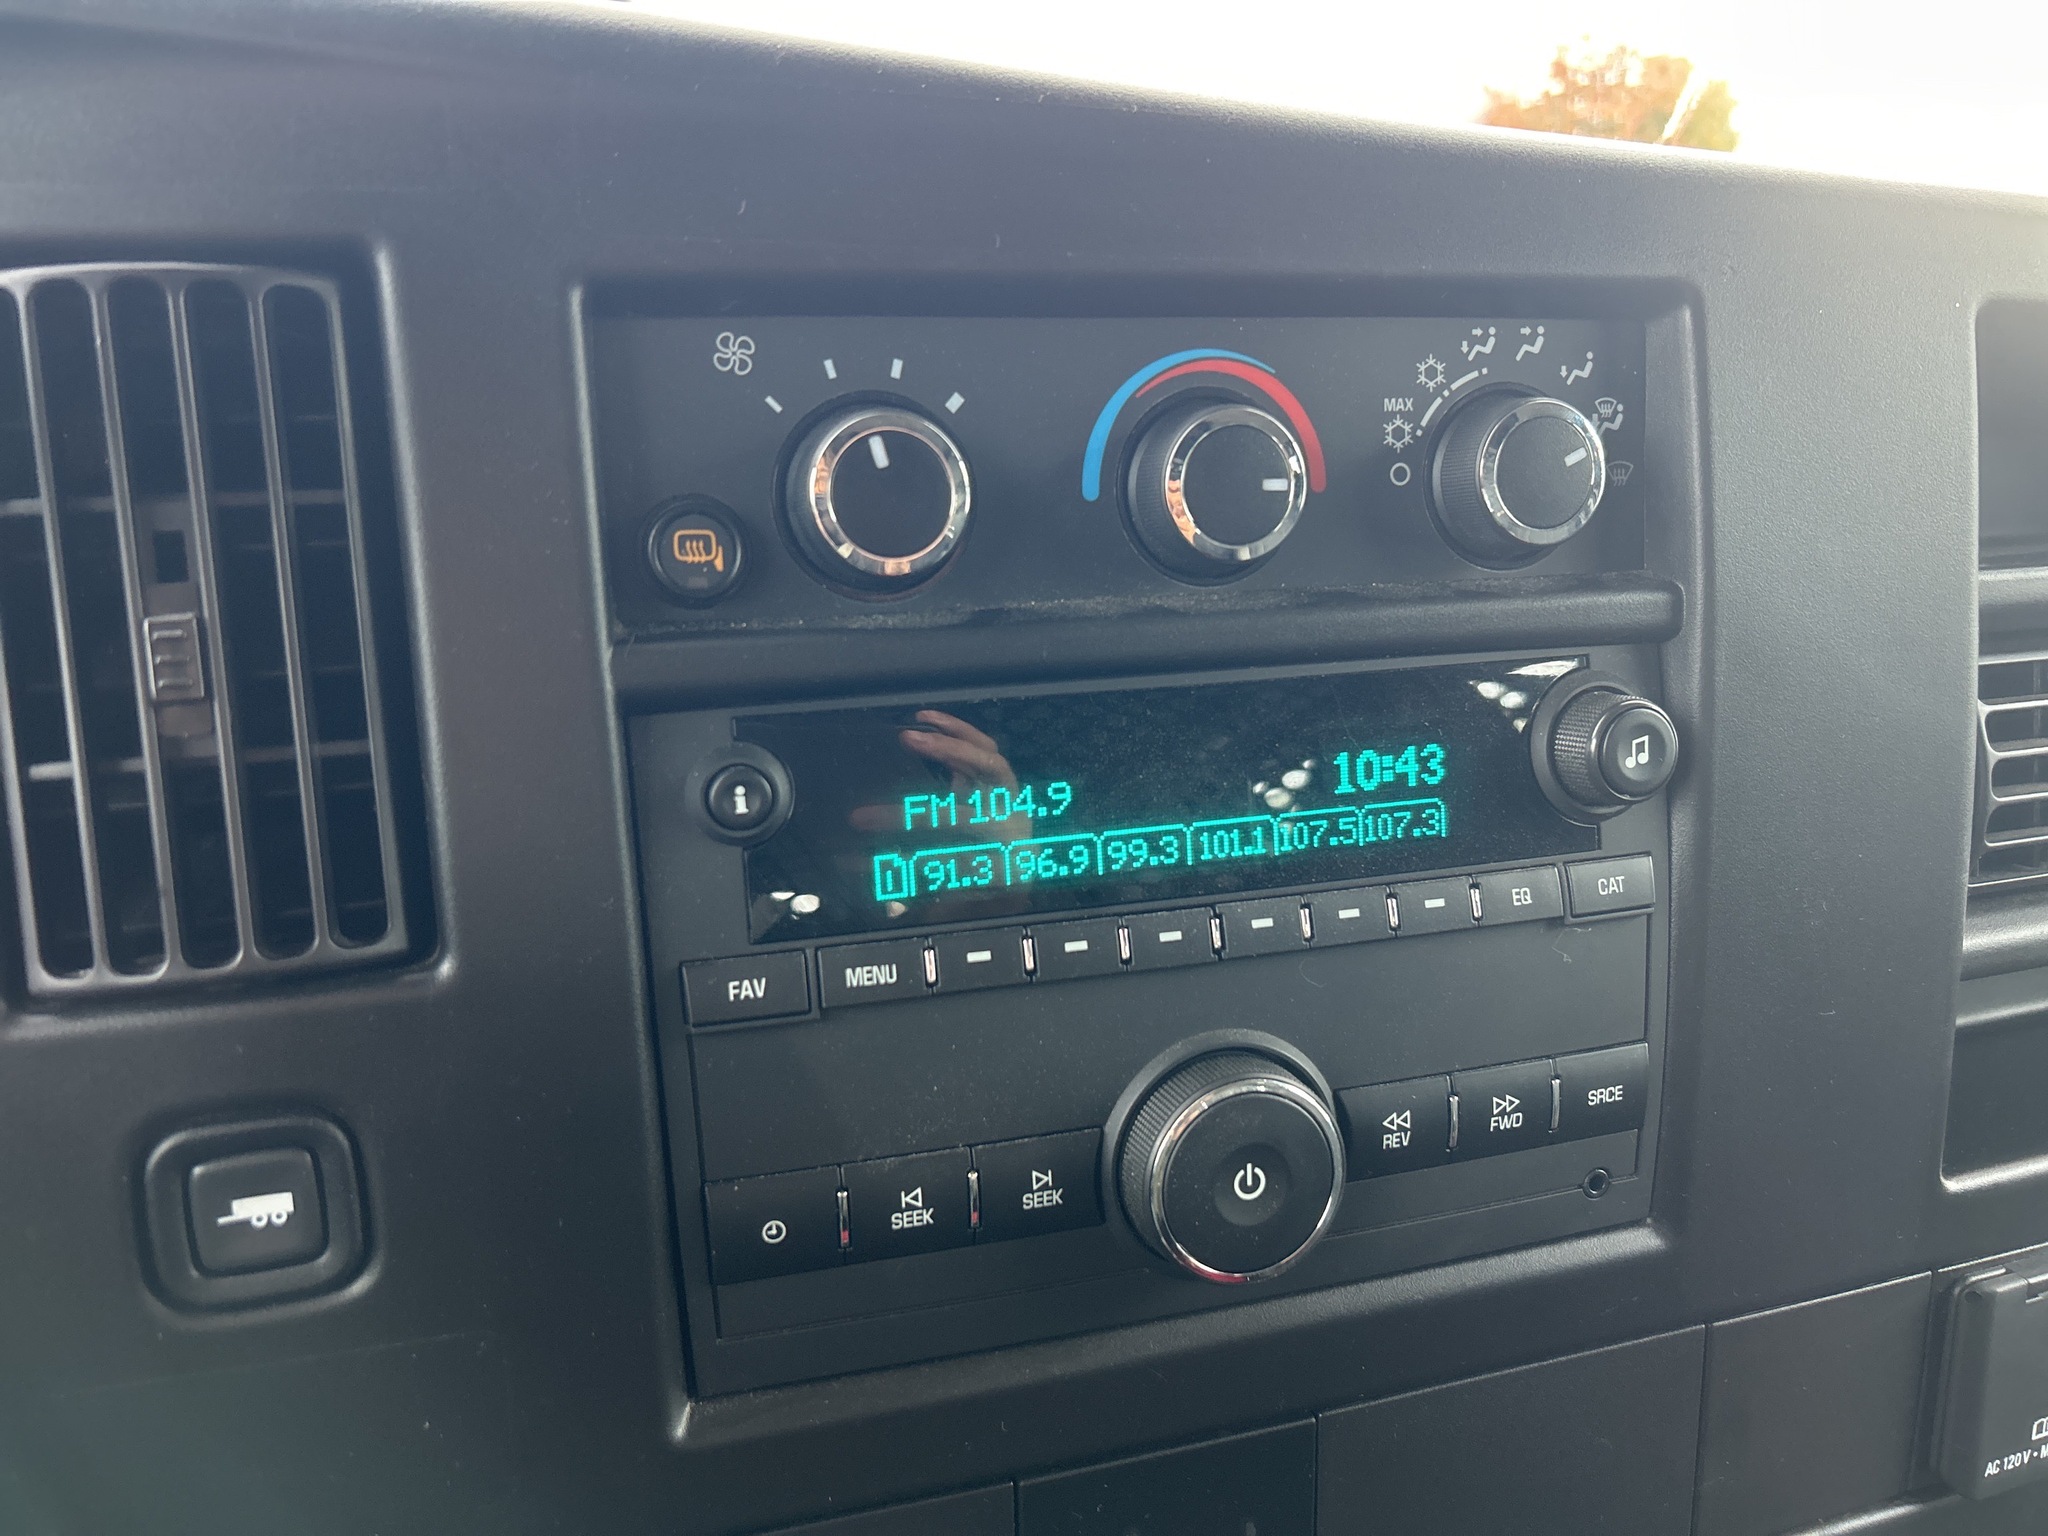 MAX
FM 104.9
10:43
1 91.3 96.9 99.3 101.1 107.5 107.3
FAV MENU EQ CAT
SEEK SEEK REV FWD SRCE
AC 120V